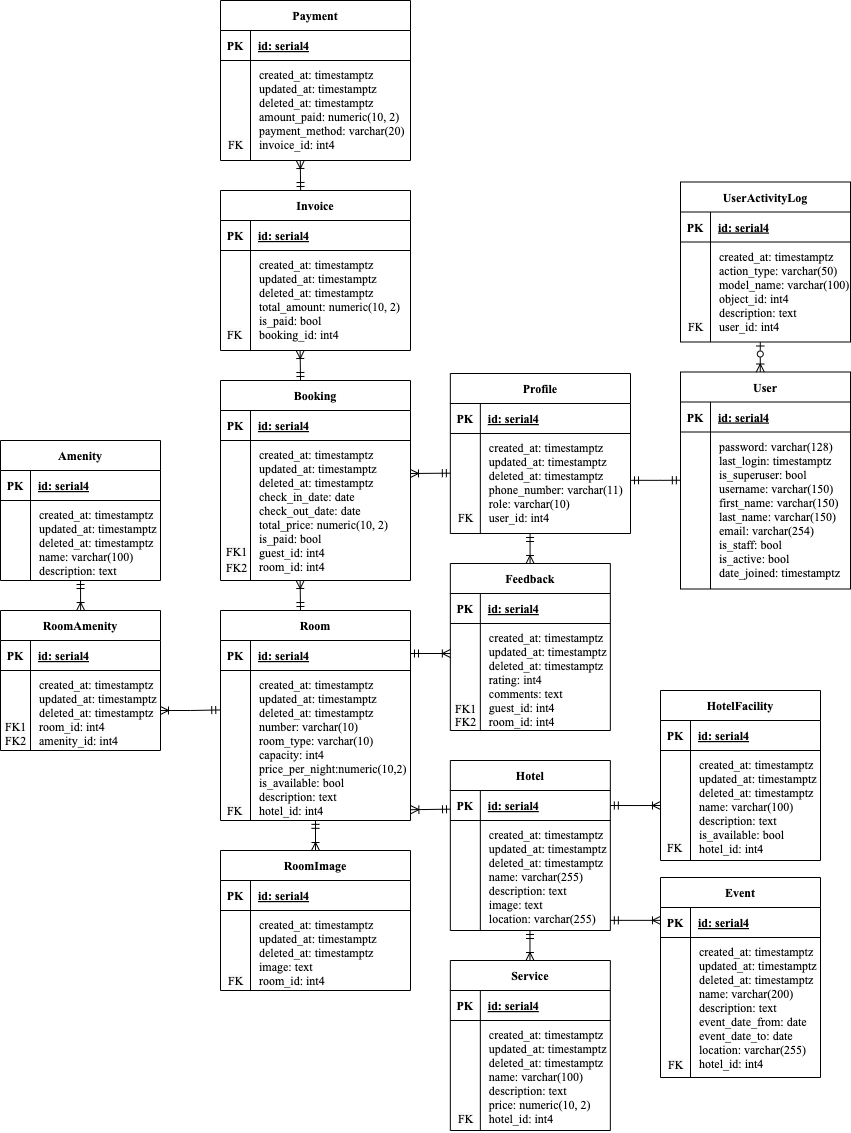 Payment
PK id: serial4
created_at: timestamptz
updated_at: timestamptz
deleted_at: timestamptz
amount_paid: numeric(10, 2)
payment_method: varchar(20)
FK invoice_id: int4
Invoice
PK id: serial4
created_at: timestamptz
updated_at: timestamptz
deleted_at: timestamptz
total_amount: numeric(10, 2)
is_paid: bool
FK booking_id: int4
UserActivityLog
PK id: serial4
created_at: timestamptz
action_type: varchar(50)
model_name: varchar(100)
object_id: int4
description: text
FK user_id: int4
Booking
PK id: serial4
created_at: timestamptz
updated_at: timestamptz
deleted_at: timestamptz
check_in_date: date
check_out_date: date
total_price: numeric(10, 2)
is_paid: bool
FK1 guest_id: int4
FK2 room_id: int4
Profile
PK id: serial4
created_at: timestamptz
updated_at: timestamptz
deleted_at: timestamptz
phone_number: varchar(11)
role: varchar(10)
FK user_id: int4
User
PK id: serial4
password: varchar(128)
last_login: timestamptz
is_superuser: bool
username: varchar(150)
first_name: varchar(150)
last_name: varchar(150)
email: varchar(254)
is_staff: bool
is_active: bool
date_joined: timestamptz
Amenity
PK id: serial4
created_at: timestamptz
updated_at: timestamptz
deleted_at: timestamptz
name: varchar(100)
description: text
RoomAmenity
PK id: serial4
created_at: timestamptz
updated_at: timestamptz
deleted_at: timestamptz
FK1 room_id: int4
FK2 amenity_id: int4
Room
PK id: serial4
created_at: timestamptz
updated_at: timestamptz
deleted_at: timestamptz
number: varchar(10)
room_type: varchar(10)
capacity: int4
price_per_night:numeric(10,2)
is_available: bool
description: text
FK hotel_id: int4
Feedback
PK id: serial4
created_at: timestamptz
updated_at: timestamptz
deleted_at: timestamptz
rating: int4
comments: text
FK1 guest_id: int4
FK2 room_id: int4
HotelFacility
PK id: serial4
created_at: timestamptz
updated_at: timestamptz
deleted_at: timestamptz
name: varchar(100)
description: text
is_available: bool
FK hotel_id: int4
Hotel
PK id: serial4
created_at: timestamptz
updated_at: timestamptz
deleted_at: timestamptz
name: varchar(255)
description: text
image: text
location: varchar(255)
RoomImage
PK id: serial4
created_at: timestamptz
updated_at: timestamptz
deleted_at: timestamptz
image: text
FK room_id: int4
Event
PK id: serial4
created_at: timestamptz
updated_at: timestamptz
deleted_at: timestamptz
name: varchar(200)
description: text
event_date_from: date
event_date_to: date
location: varchar(255)
FK hotel_id: int4
Service
PK id: serial4
created_at: timestamptz
updated_at: timestamptz
deleted_at: timestamptz
name: varchar(100)
description: text
price: numeric(10, 2)
FK hotel_id: int4